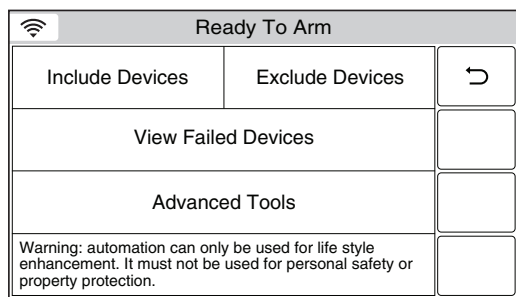 Ready To Arm
Include Devices
Exclude Devices
View Failed Devices
Advanced Tools
Warning: automation can only be used for life style
enhancement. It must not be used for personal safety or
property protection.